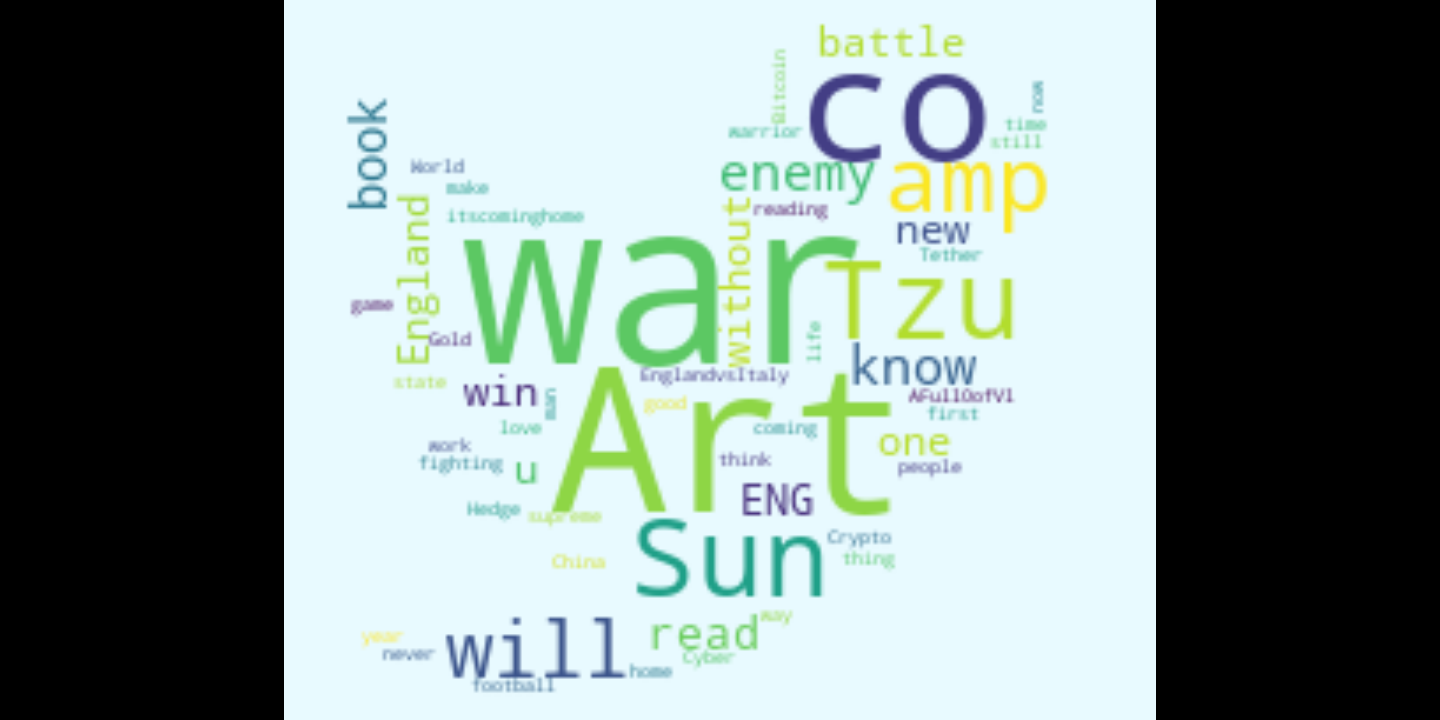 battle
co
Bitcoin
now
book
warrior
time
still
World
enemy
amp
make
reading
itscominghome
new
England
without
Tether
war
Tzu
game
Gold
life
know
state
win
EnglandvsItaly
man
good
AFullOofVl
first
love
Art
coming
one
work
fighting
u
think
people
ENG
Hedge
supreme
Sun
Crypto
thing
China
way
year
never
will
read
Cyber
home
football